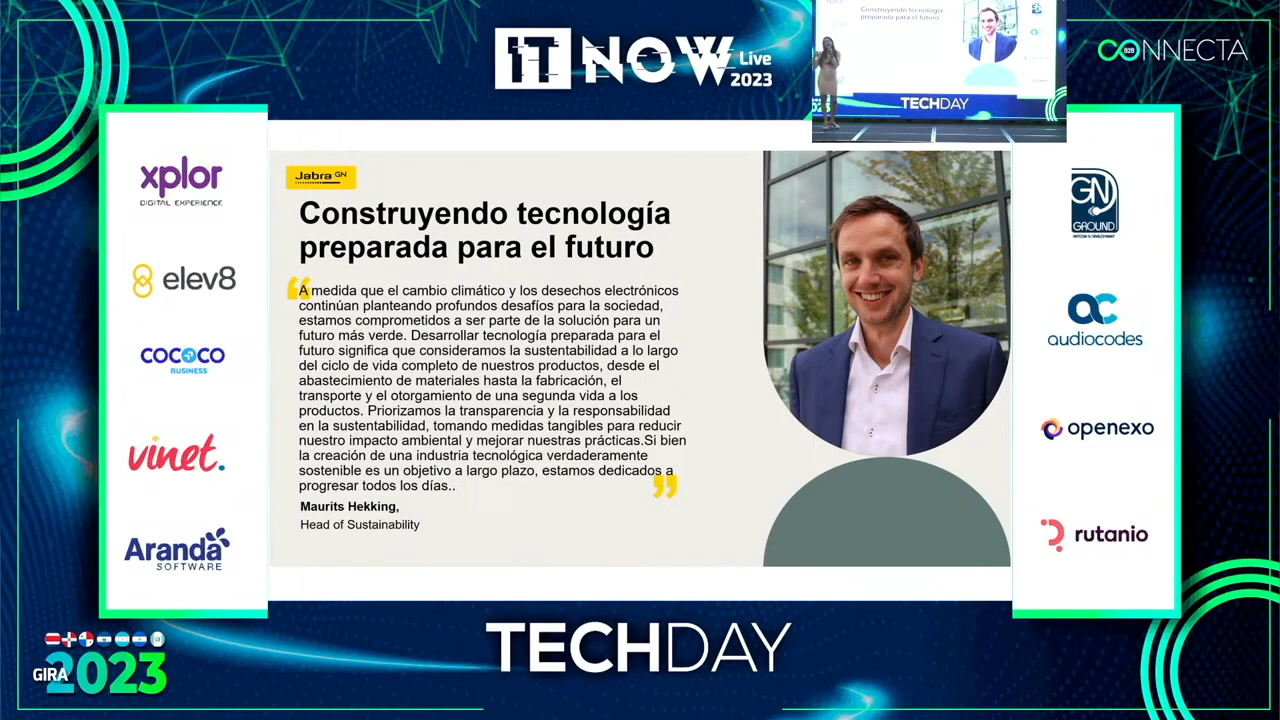 IT NOW
Live
2023
Construyendo tecnología
preparada para el futuro
TECHDAY
B2B
CONNECTA
xplor
DIGITAL EXPERIENCE
elev8
COCOCO
BUSINESS
vinet.
Aranda
SOFTWARE
Jabra GN
Construyendo tecnología
preparada para el futuro
“A medida que el cambio climático y los desechos electrónicos
continúan planteando profundos desafíos para la sociedad,
estamos comprometidos a ser parte de la solución para un
futuro más verde. Desarrollar tecnología preparada para el
futuro significa que consideramos la sustentabilidad a lo largo
del ciclo de vida completo de nuestros productos, desde el
abastecimiento de materiales hasta la fabricación, el
transporte y el otorgamiento de una segunda vida a los
productos. Priorizamos la transparencia y la responsabilidad
en la sustentabilidad, tomando medidas tangibles para reducir
nuestro impacto ambiental y mejorar nuestras prácticas.Si bien
la creación de una industria tecnológica verdaderamente
sostenible es un objetivo a largo plazo, estamos dedicados a
progresar todos los días..”
Maurits Hekking,
Head of Sustainability
GN
GROUND
audiocodes
openexo
rutanio
GIRA 2023
TECHDAY